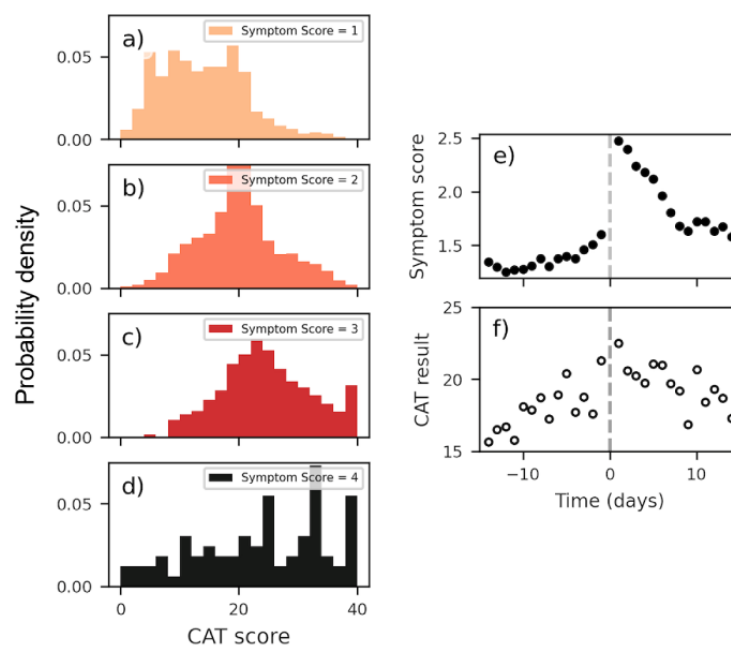 a)
Symptom Score = 1
0.05
0.00
b)
Symptom Score = 2
0.05
0.00
Probability density
c)
Symptom Score = 3
0.05
0.00
d)
Symptom Score = 4
0.05
0.00
0 20 40
CAT score
e)
2.5
2.0
1.5
Symptom score
f)
25
20
15
CAT result
−10 0 10
Time (days)